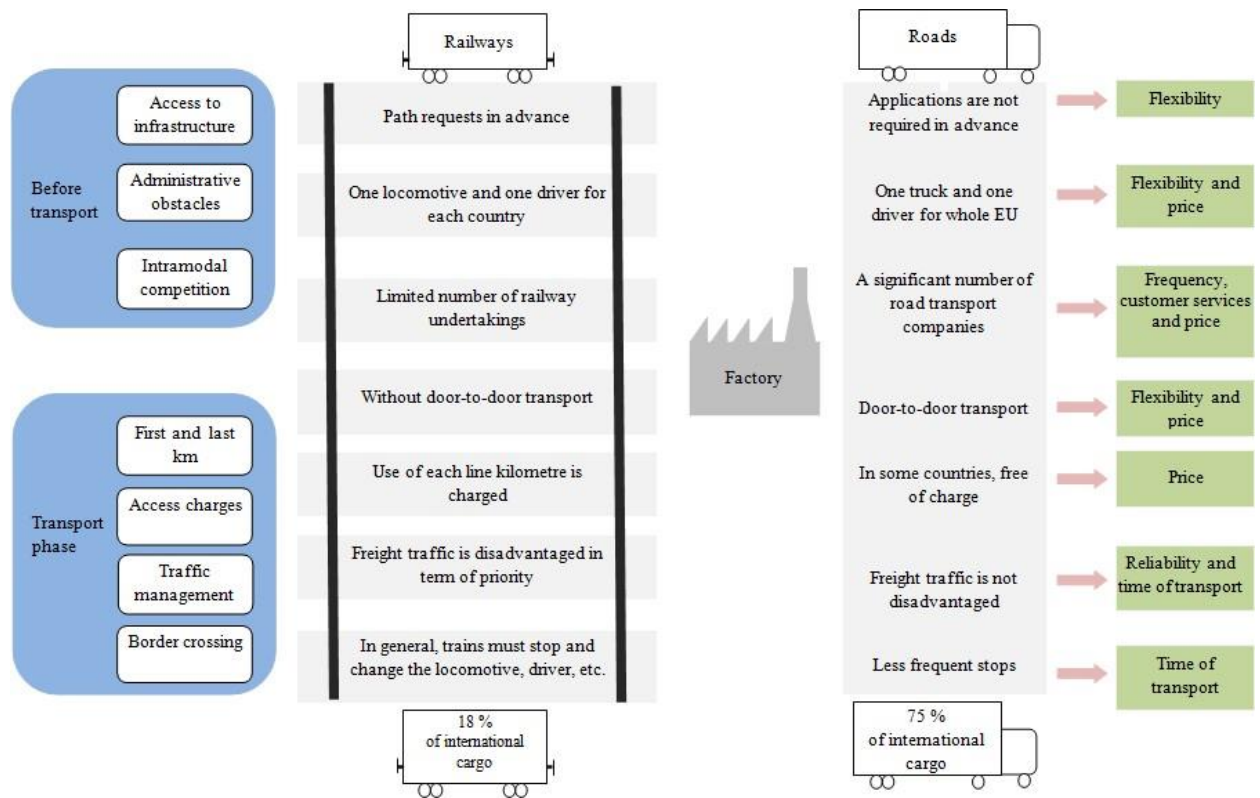 Railways
Roads
Before
transport
Access to
infrastructure
Path requests in advance
Applications are not
required in advance
Flexibility
Administrative
obstacles
One locomotive and one driver for
each country
One truck and one
driver for whole EU
Flexibility and
price
Intramodal
competition
Limited number of railway
undertakings
A significant number of
road transport
companies
Frequency,
customer services
and price
Factory
Transport
phase
First and last
km
Without door-to-door transport
Door-to-door transport
Flexibility and
price
Access charges
Use of each line kilometre is
charged
In some countries, free
of charge
Price
Traffic
management
Freight traffic is disadvantaged in
term of priority
Freight traffic is not
disadvantaged
Reliability and
time of transport
Border crossing
In general, trains must stop and
change the locomotive, driver, etc.
Less frequent stops
Time of
transport
18 %
of international
cargo
75 %
of international
cargo